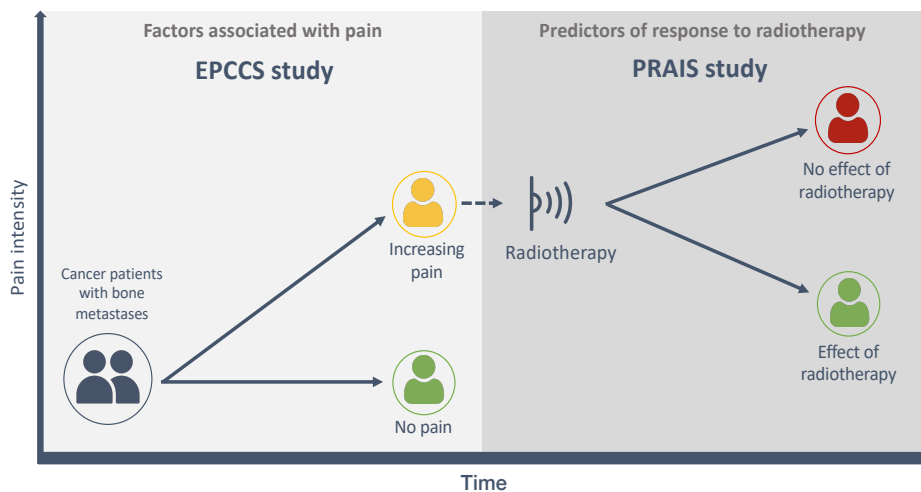 Factors associated with pain
EPCCS study
Predictors of response to radiotherapy
PRAIS study
Pain intensity
Cancer patients
with bone
metastases
Increasing
pain
No pain
Radiotherapy
No effect of
radiotherapy
Effect of
radiotherapy
Time